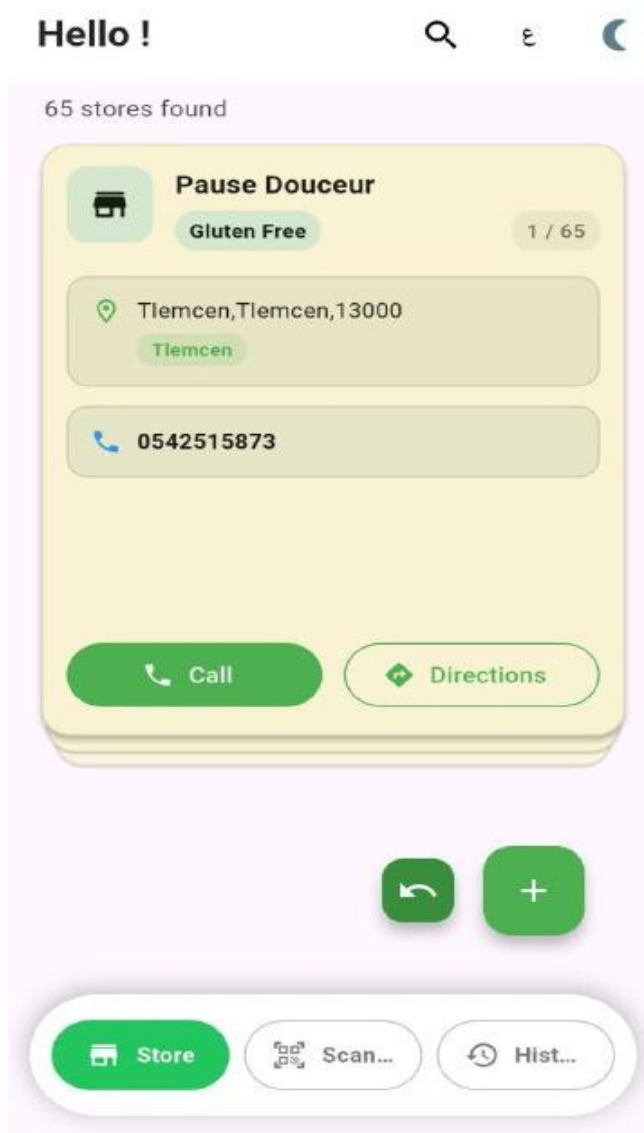 Hello !
ع
65 stores found
Pause Douceur
Gluten Free
1 / 65
Tlemcen,Tlemcen,13000
Tlemcen
0542515873
Call
Directions
+
Store
Scan...
Hist...